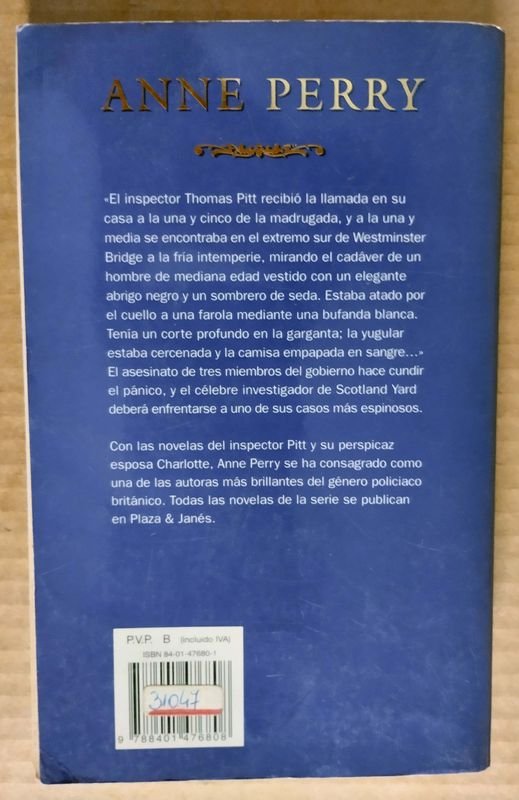 ANNE PERRY
«El inspector Thomas Pitt recibió la llamada en su
casa a la una y cinco de la madrugada, y a la una y
media se encontraba en el extremo sur de Westminster
Bridge a la fría intemperie, mirando el cadáver de un
hombre de mediana edad vestido con un elegante
abrigo negro y un sombrero de seda. Estaba atado por
el cuello a una farola mediante una bufanda blanca.
Tenía un corte profundo en la garganta; la yugular
estaba cercenada y la camisa empapada en sangre...»
El asesinato de tres miembros del gobierno hace cundir
el pánico, y el célebre investigador de Scotland Yard
deberá enfrentarse a uno de sus casos más espinosos.
Con las novelas del inspector Pitt y su perspicaz
esposa Charlotte, Anne Perry se ha consagrado como
una de las autoras más brillantes del género policiaco
británico. Todas las novelas de la serie se publican
en Plaza & Janés.
P.V.P. B (incluido IVA)
ISBN 84-01-47680-1
31047
9 788401 476808